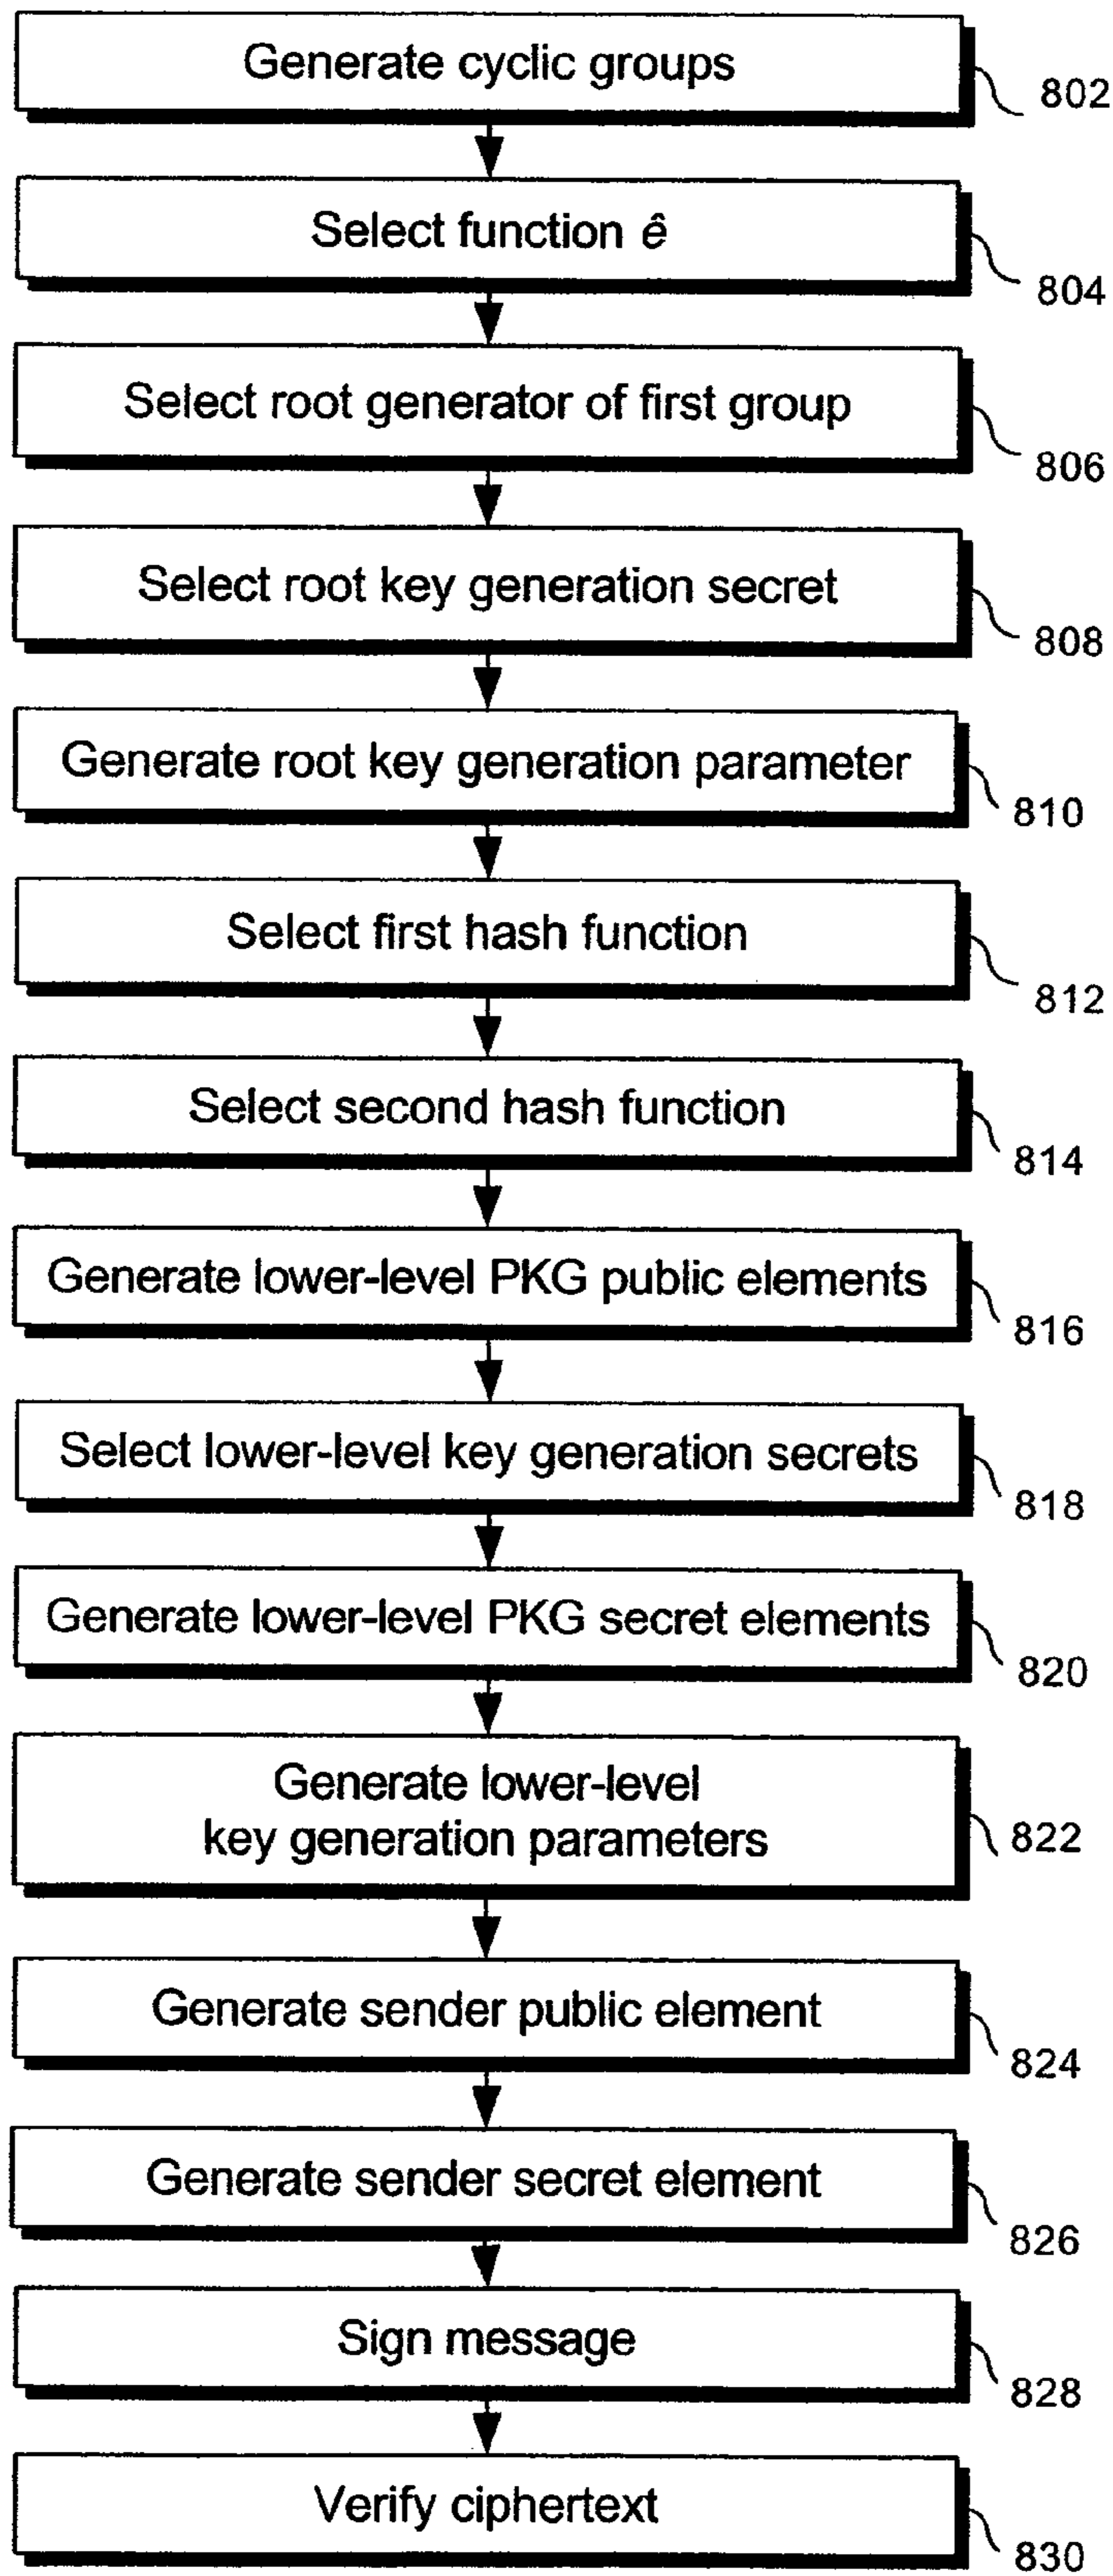 Generate cyclic groups
802
Select function ê
804
Select root generator of first group
806
Select root key generation secret
808
Generate root key generation parameter
810
Select first hash function
812
Select second hash function
814
Generate lower-level PKG public elements
816
Select lower-level key generation secrets
818
Generate lower-level PKG secret elements
820
Generate lower-level
key generation parameters
822
Generate sender public element
824
Generate sender secret element
826
Sign message
828
Verify ciphertext
830